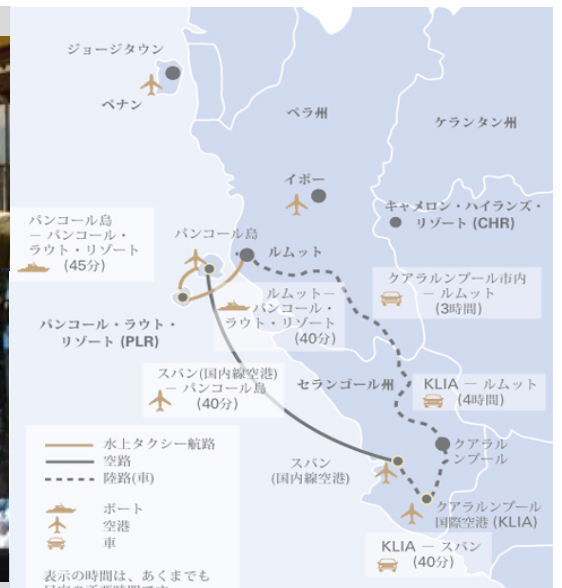 ジョージタウン
ペナン
ペラ州
ケランタン州
イポー
キャメロン・ハイランズ・
リゾート (CHR)
パンコール島
― パンコール・
ラウト・リゾート
(45分)
パンコール島
ルムット
クアラルンプール市内
― ルムット
(3時間)
ルムット―
パンコール・
ラウト・リゾート
(40分)
パンコール・ラウト・
リゾート (PLR)
スバン(国内線空港)
― パンコール島
(40分)
セランゴール州
KLIA ― ルムット
(4時間)
クアラル
ンプール
スバン
(国内線空港)
クアラルンプール
国際空港 (KLIA)
KLIA ― スバン
(40分)
水上タクシー航路
空路
陸路(車)
ボート
空港
車
表示の時間は、あくまでも